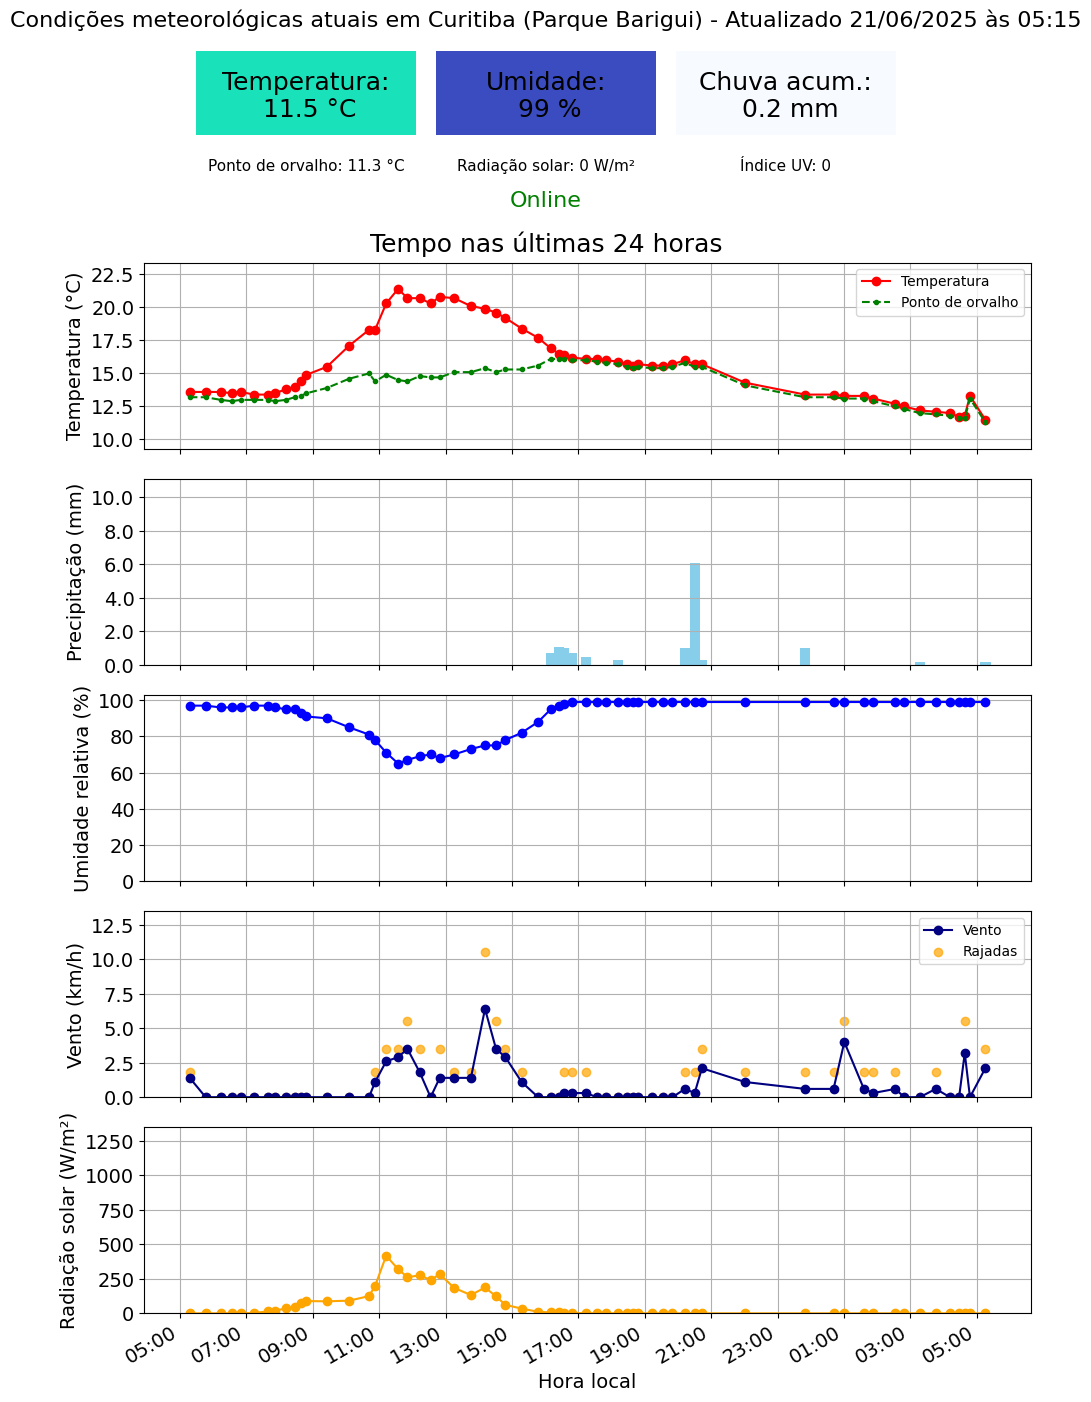 Condições meteorológicas atuais em Curitiba (Parque Barigui) - Atualizado 21/06/2025 às 05:15
Temperatura:
11.5 °C
Umidade:
99 %
Chuva acum.:
0.2 mm
Ponto de orvalho: 11.3 °C
Radiação solar: 0 W/m²
Índice UV: 0
Online
Tempo nas últimas 24 horas
Temperatura (°C)
22.5
20.0
17.5
15.0
12.5
10.0
Temperatura
Ponto de orvalho
Precipitação (mm)
10.0
8.0
6.0
4.0
2.0
0.0
Umidade relativa (%)
100
80
60
40
20
0
Vento (km/h)
12.5
10.0
7.5
5.0
2.5
0.0
Vento
Rajadas
Radiação solar (W/m²)
1250
1000
750
500
250
0
05:00
07:00
09:00
11:00
13:00
15:00
17:00
19:00
21:00
23:00
01:00
03:00
05:00
Hora local